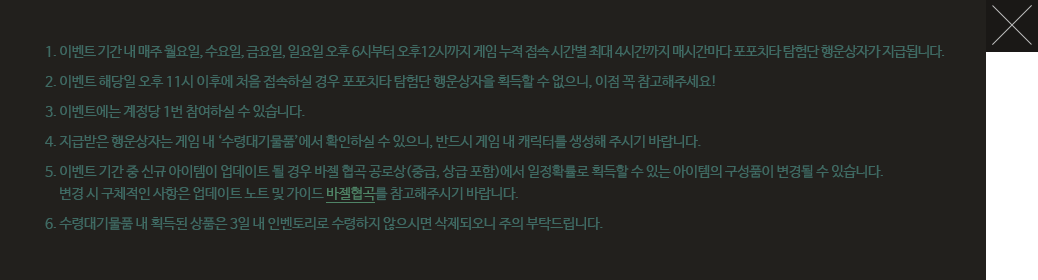 1. 이벤트 기간 내 매주 월요일, 수요일, 금요일, 일요일 오후 6시부터 오후12시까지 게임 누적 접속 시간별 최대 4시간까지 매시간마다 포포치타 탐험단 행운상자가 지급됩니다.
2. 이벤트 해당일 오후 11시 이후에 처음 접속하실 경우 포포치타 탐험단 행운상자을 획득할 수 없으니, 이점 꼭 참고해주세요!
3. 이벤트에는 계정당 1번 참여하실 수 있습니다.
4. 지급받은 행운상자는 게임 내 ‘수령대기물품’에서 확인하실 수 있으니, 반드시 게임 내 캐릭터를 생성해 주시기 바랍니다.
5. 이벤트 기간 중 신규 아이템이 업데이트 될 경우 바젤 협곡 공로상(중급, 상급 포함)에서 일정확률로 획득할 수 있는 아이템의 구성품이 변경될 수 있습니다.
변경 시 구체적인 사항은 업데이트 노트 및 가이드 바젤협곡를 참고해주시기 바랍니다.
6. 수령대기물품 내 획득된 상품은 3일 내 인벤토리로 수령하지 않으시면 삭제되오니 주의 부탁드립니다.